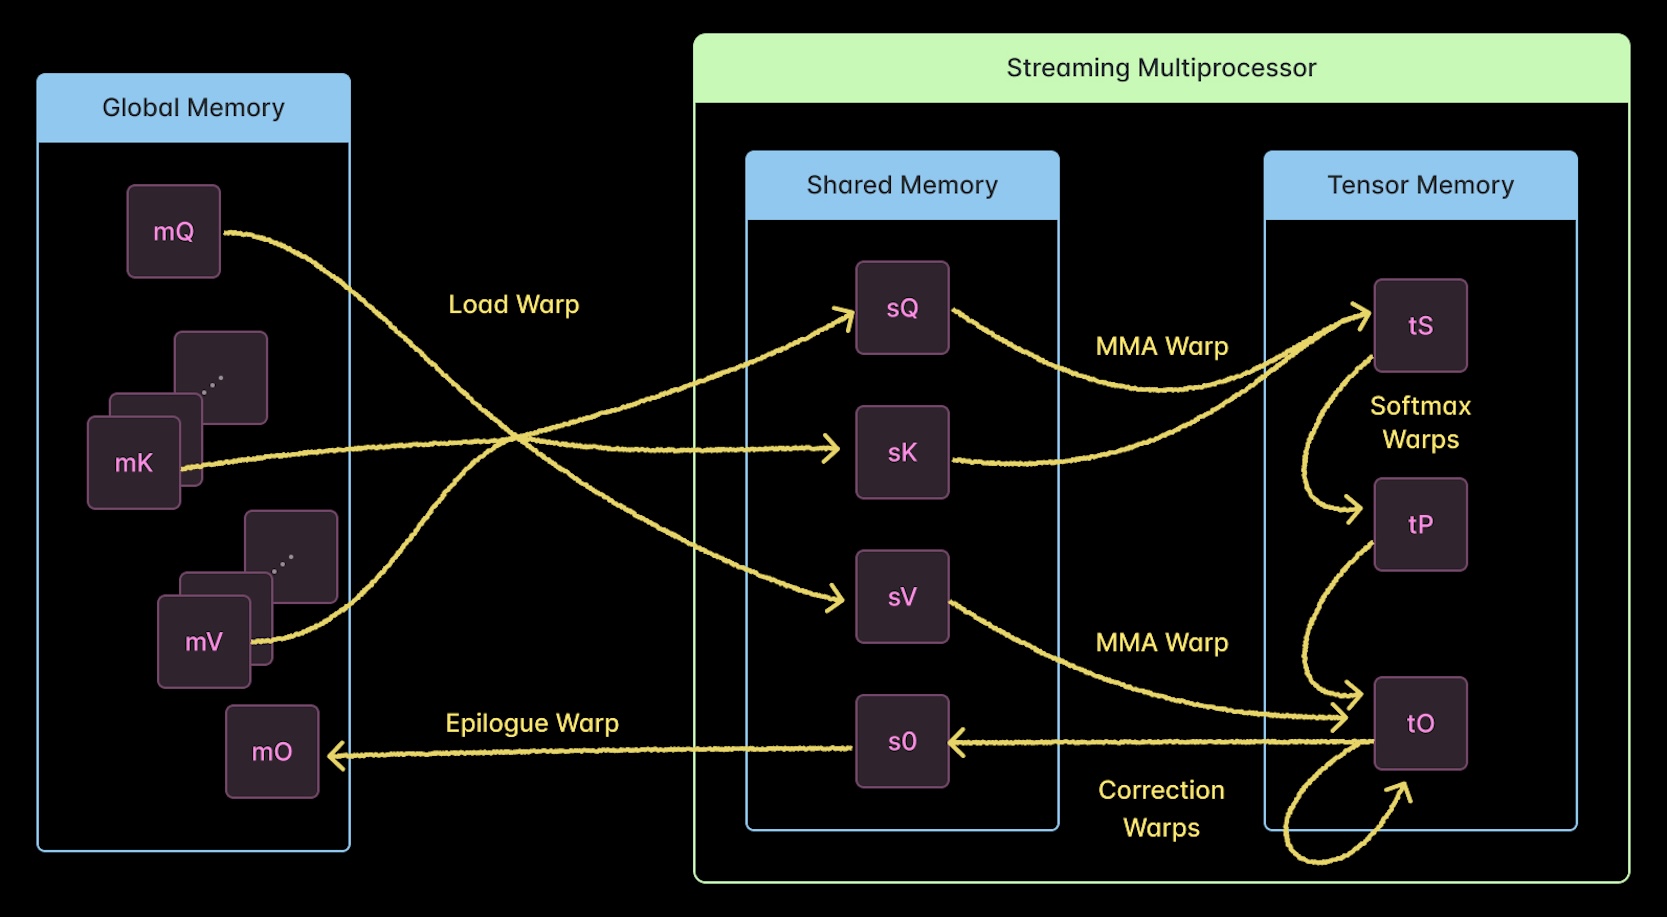 Streaming Multiprocessor
Global Memory
Shared Memory
Tensor Memory
mQ
Load Warp
sQ
tS
MMA Warp
Softmax
Warps
mK
sK
tP
mV
sV
MMA Warp
tO
mO
Epilogue Warp
s0
Correction
Warps